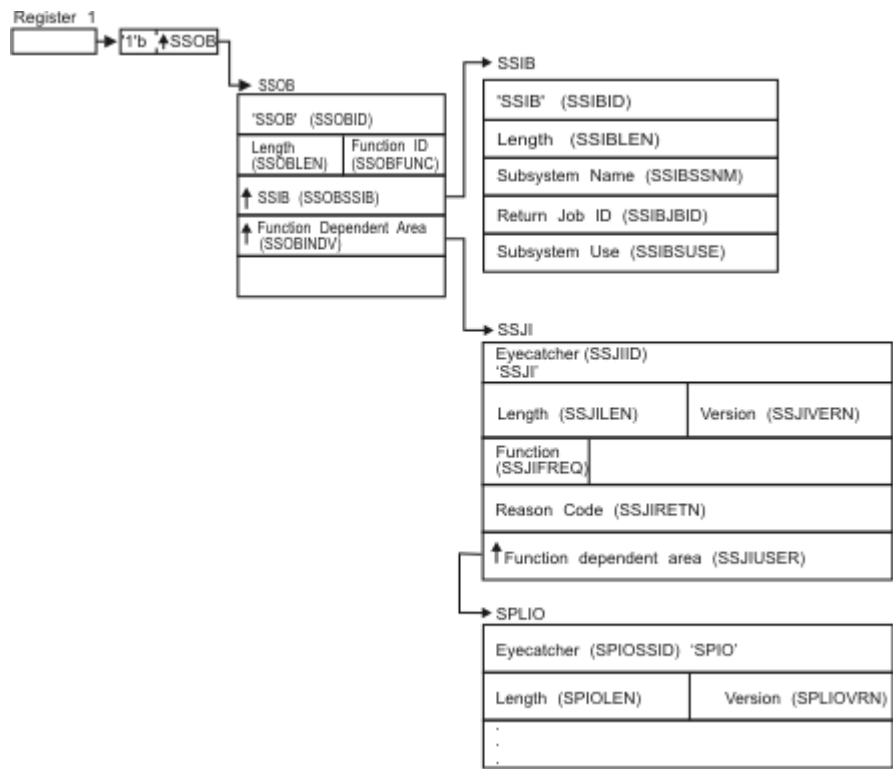 Register 1
'1'b SSOB
SSOB
'SSOB' (SSOBID)
Length
(SSOBLEN)
Function ID
(SSOBFUNC)
SSIB (SSOBSSIB)
Function Dependent Area
(SSOBINDV)
SSIB
"SSIB" (SSIBID)
Length (SSIBLEN)
Subsystem Name (SSIBSSNM)
Return Job ID (SSIBJBID)
Subsystem Use (SSIBSUSE)
SSJI
Eyecatcher (SSJIID)
'SSJI'
Length (SSJILEN)
Version (SSJIVERN)
Function
(SSJIFREQ)
Reason Code (SSJIRETN)
Function dependent area (SSJIUSER)
SPLIO
Eyecatcher (SPIOSSID) 'SPIO'
Length (SPIOLEN)
Version (SPLIOVRN)
.
.
.